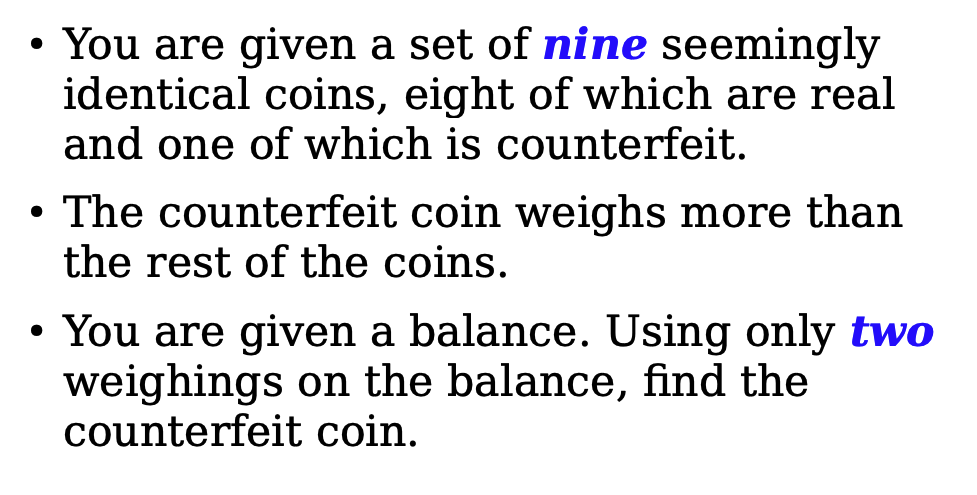 • You are given a set of nine seemingly
identical coins, eight of which are real
and one of which is counterfeit.
• The counterfeit coin weighs more than
the rest of the coins.
• You are given a balance. Using only two
weighings on the balance, find the
counterfeit coin.